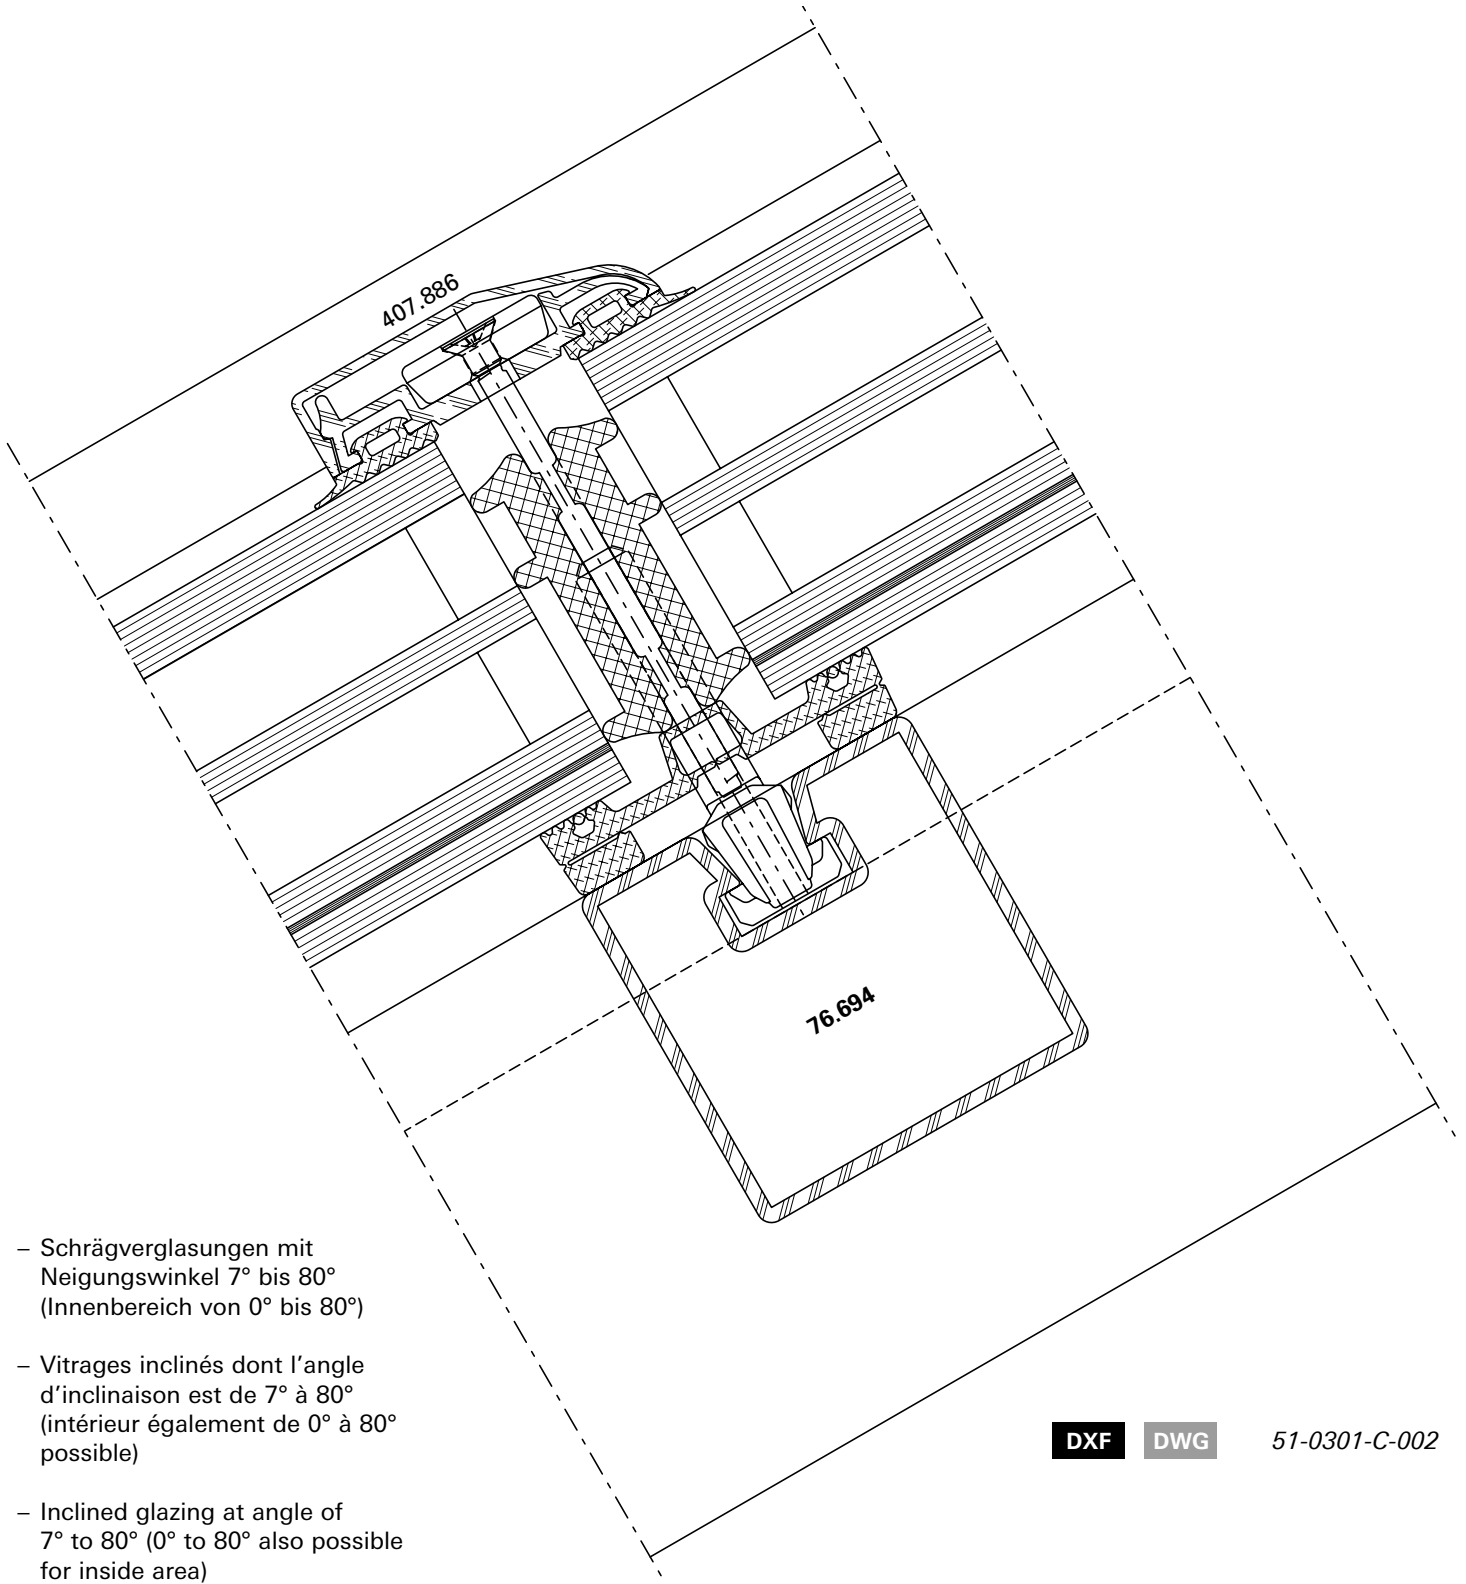 407.886
76.694
– Schrägverglasungen mit
Neigungswinkel 7° bis 80°
(Innenbereich von 0° bis 80°)
– Vitrages inclinés dont l'angle
d'inclinaison est de 7° à 80°
(intérieur également de 0° à 80°
possible)
– Inclined glazing at angle of
7° to 80° (0° to 80° also possible
for inside area)
DXF DWG 51-0301-C-002